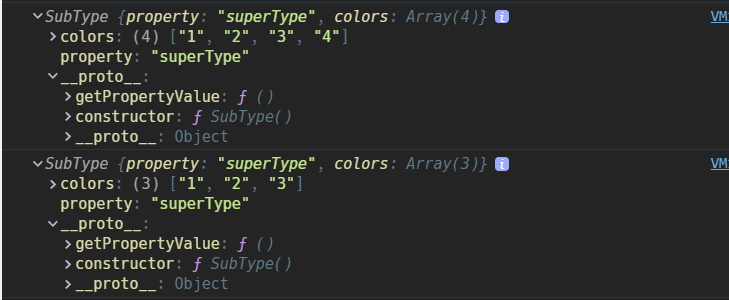 SubType {property: "superType", colors: Array(4)} i VM
colors: (4) ["1", "2", "3", "4"]
property: "superType"
__proto__:
getPropertyValue: ƒ ()
constructor: ƒ SubType()
__proto__: Object
SubType {property: "superType", colors: Array(3)} i VM
colors: (3) ["1", "2", "3"]
property: "superType"
__proto__:
getPropertyValue: ƒ ()
constructor: ƒ SubType()
__proto__: Object